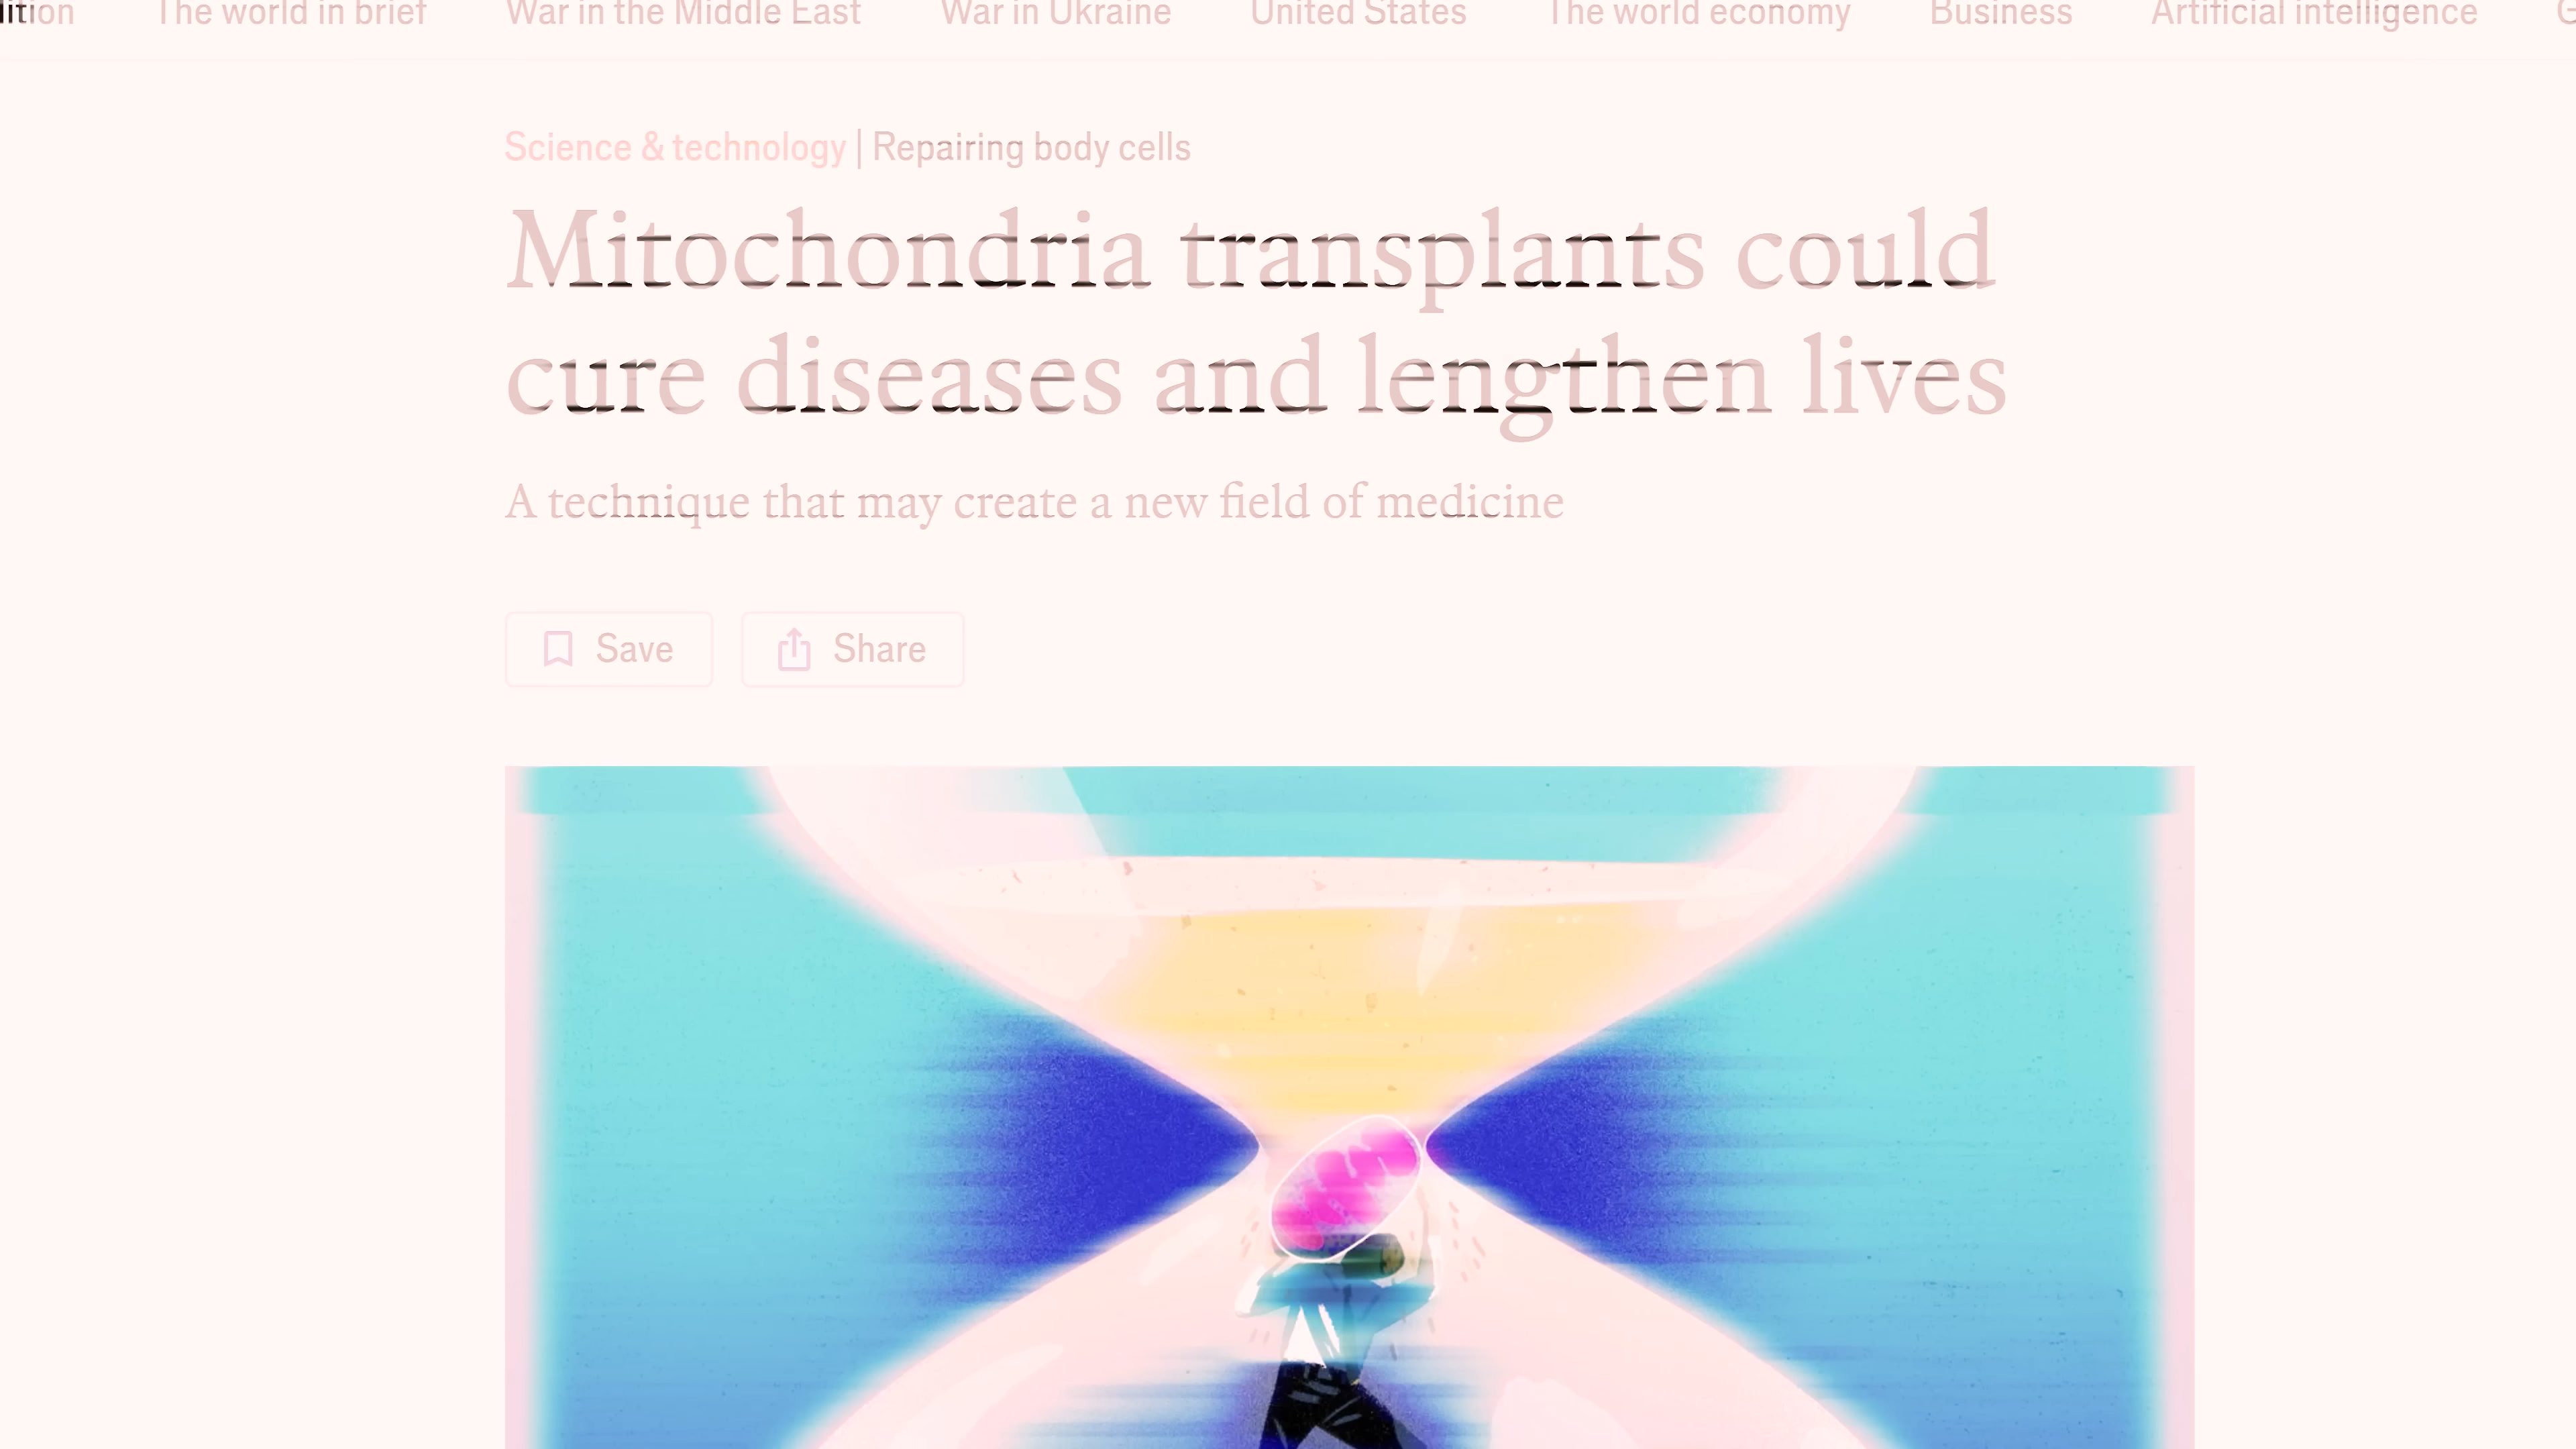 ition The world in brief War in the Middle East War in Ukraine United States The world economy Business Artificial intelligence G
Science & technology | Repairing body cells
Mitochondria transplants could
cure diseases and lengthen lives
A technique that may create a new field of medicine
Save Share